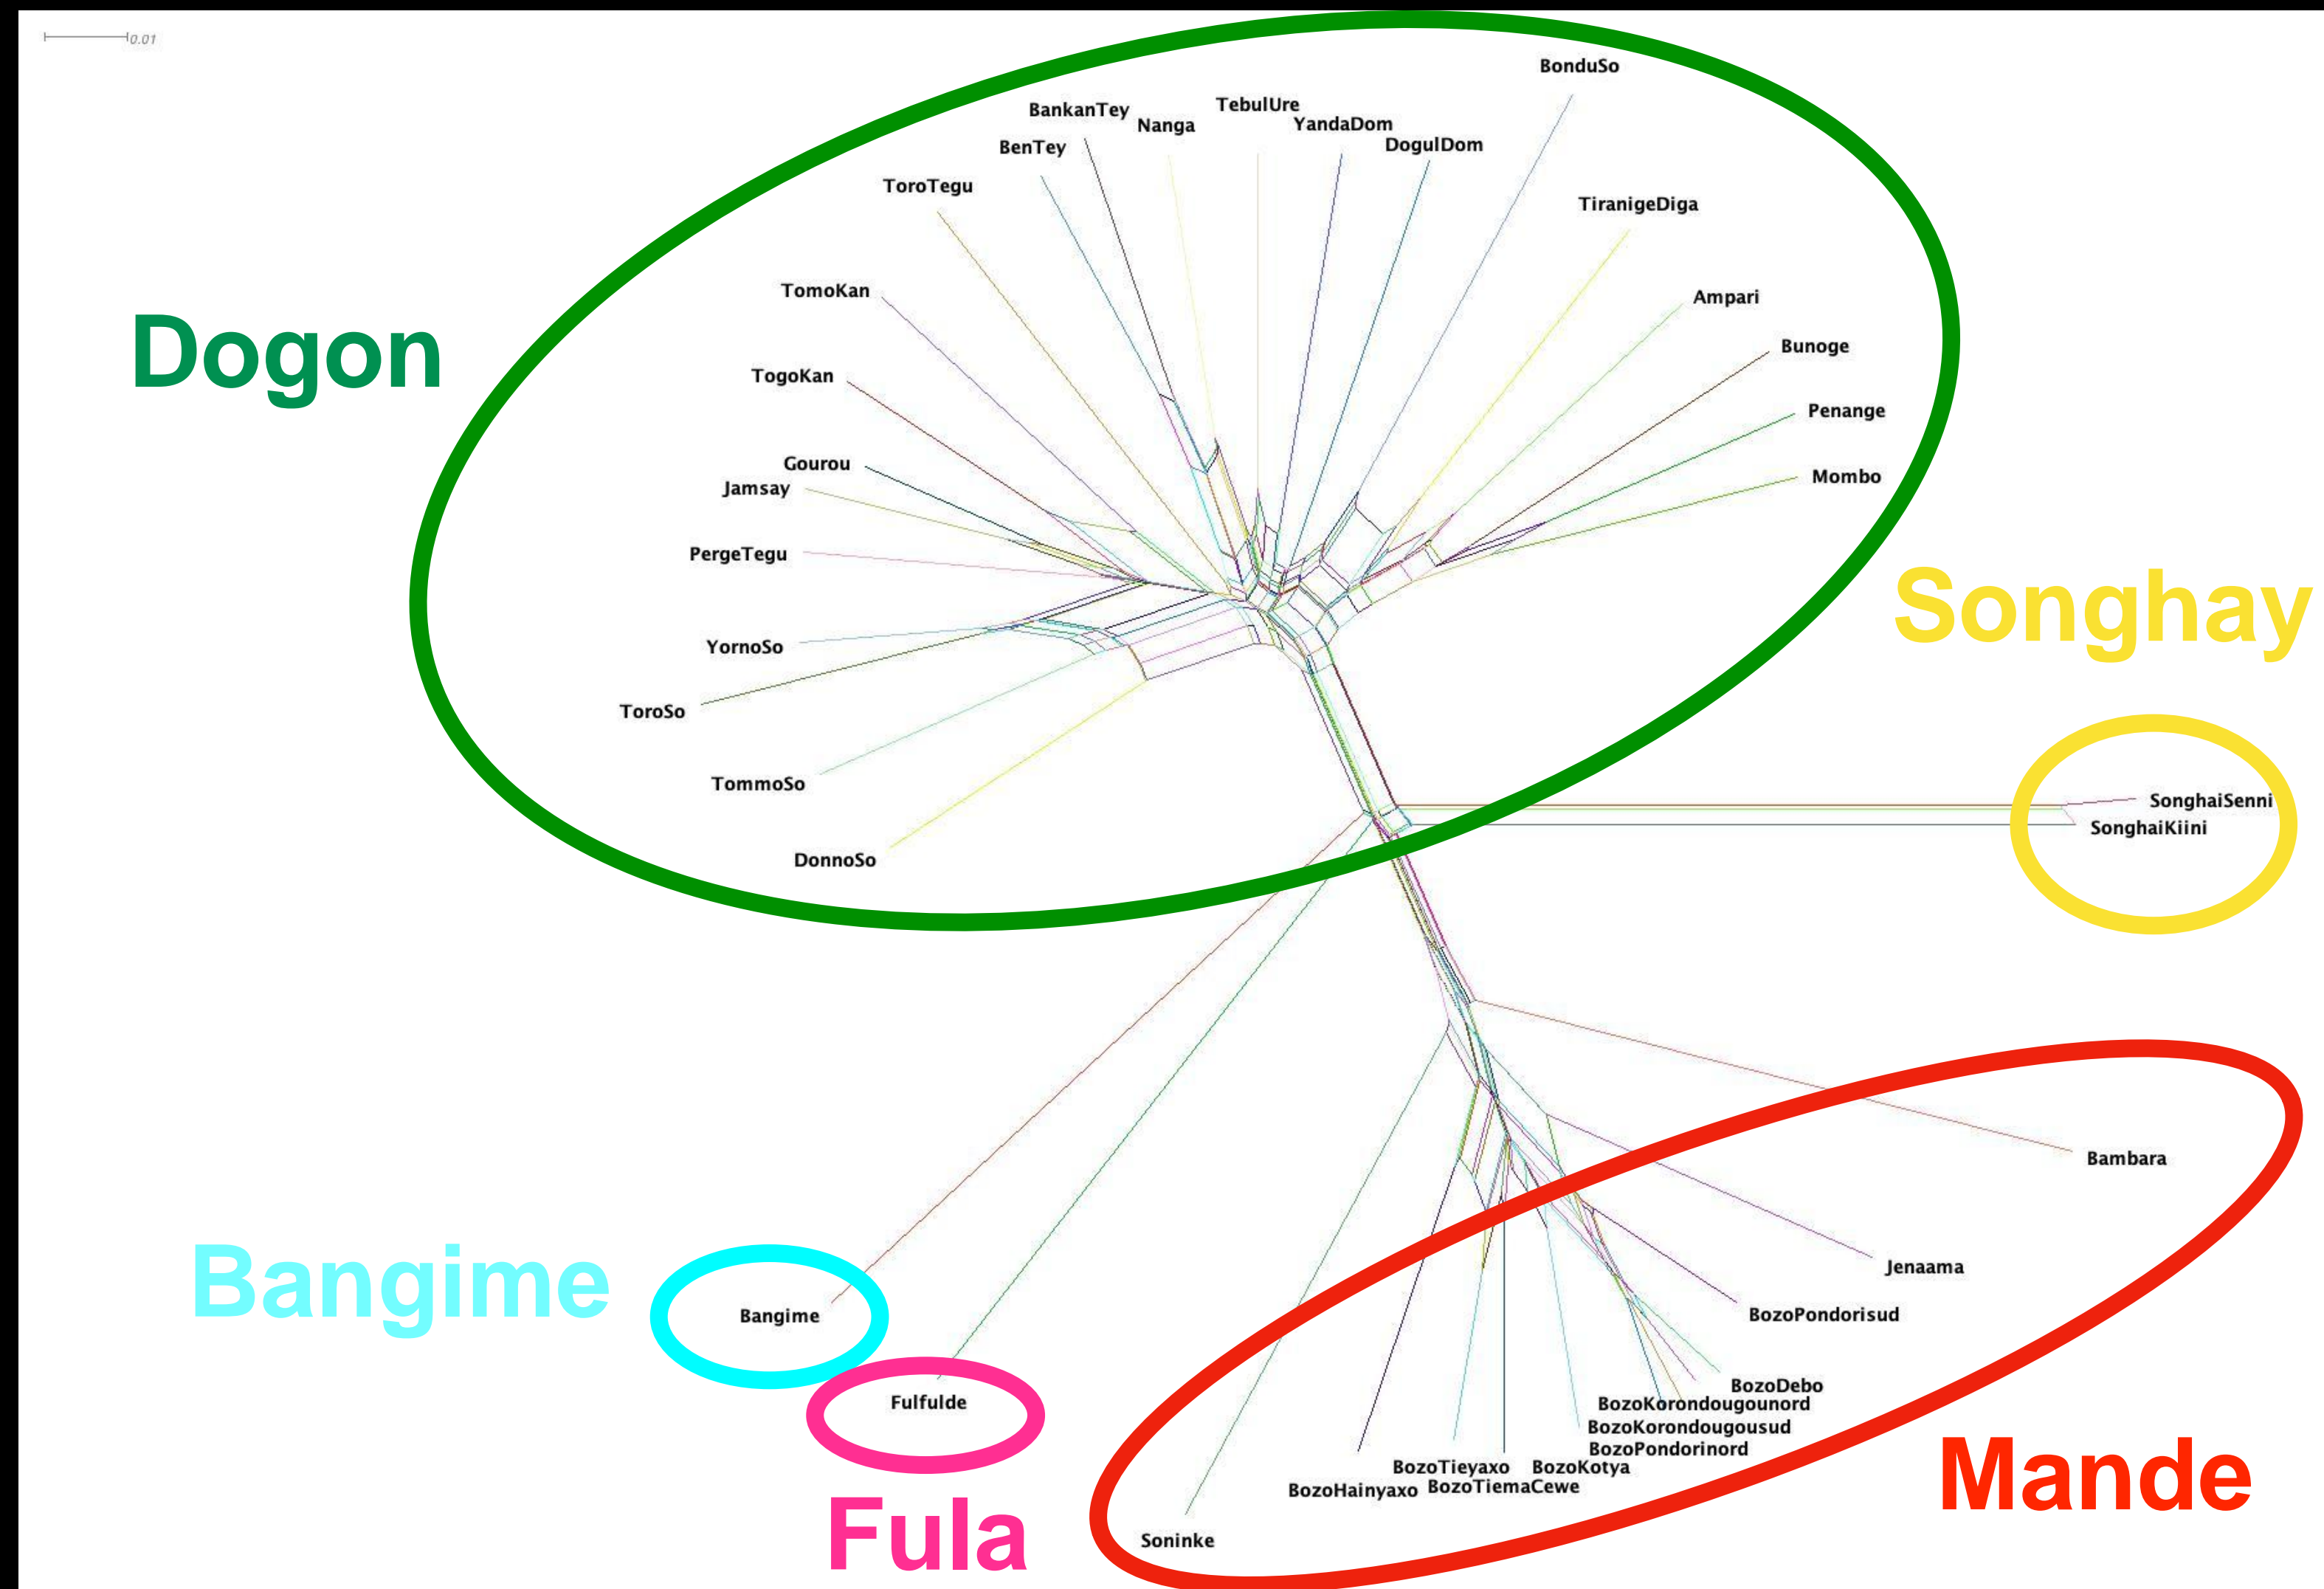 0.01
BonduSo
TebulUre
BankanTey
Nanga
YandaDom
DogulDom
BenTey
ToroTegu
TiranigeDiga
TomoKan
Ampari
Dogon
Bunoge
TogoKan
Penange
Gourou
Mombo
Jamsay
PergeTegu
Songhay
YornoSo
ToroSo
TommoSo
SonghaiSenni
SonghaiKiini
DonnoSo
Bambara
Jenaama
Bangime
Bangime
BozoPondorisud
BozoDebo
Fulfulde
BozoKorondougounord
BozoKorondougousud
BozoPondorinord
BozoTieyaxo
BozoKotya
Mande
BozoHainyaxo
BozoTiemaCewe
Fula
Soninke